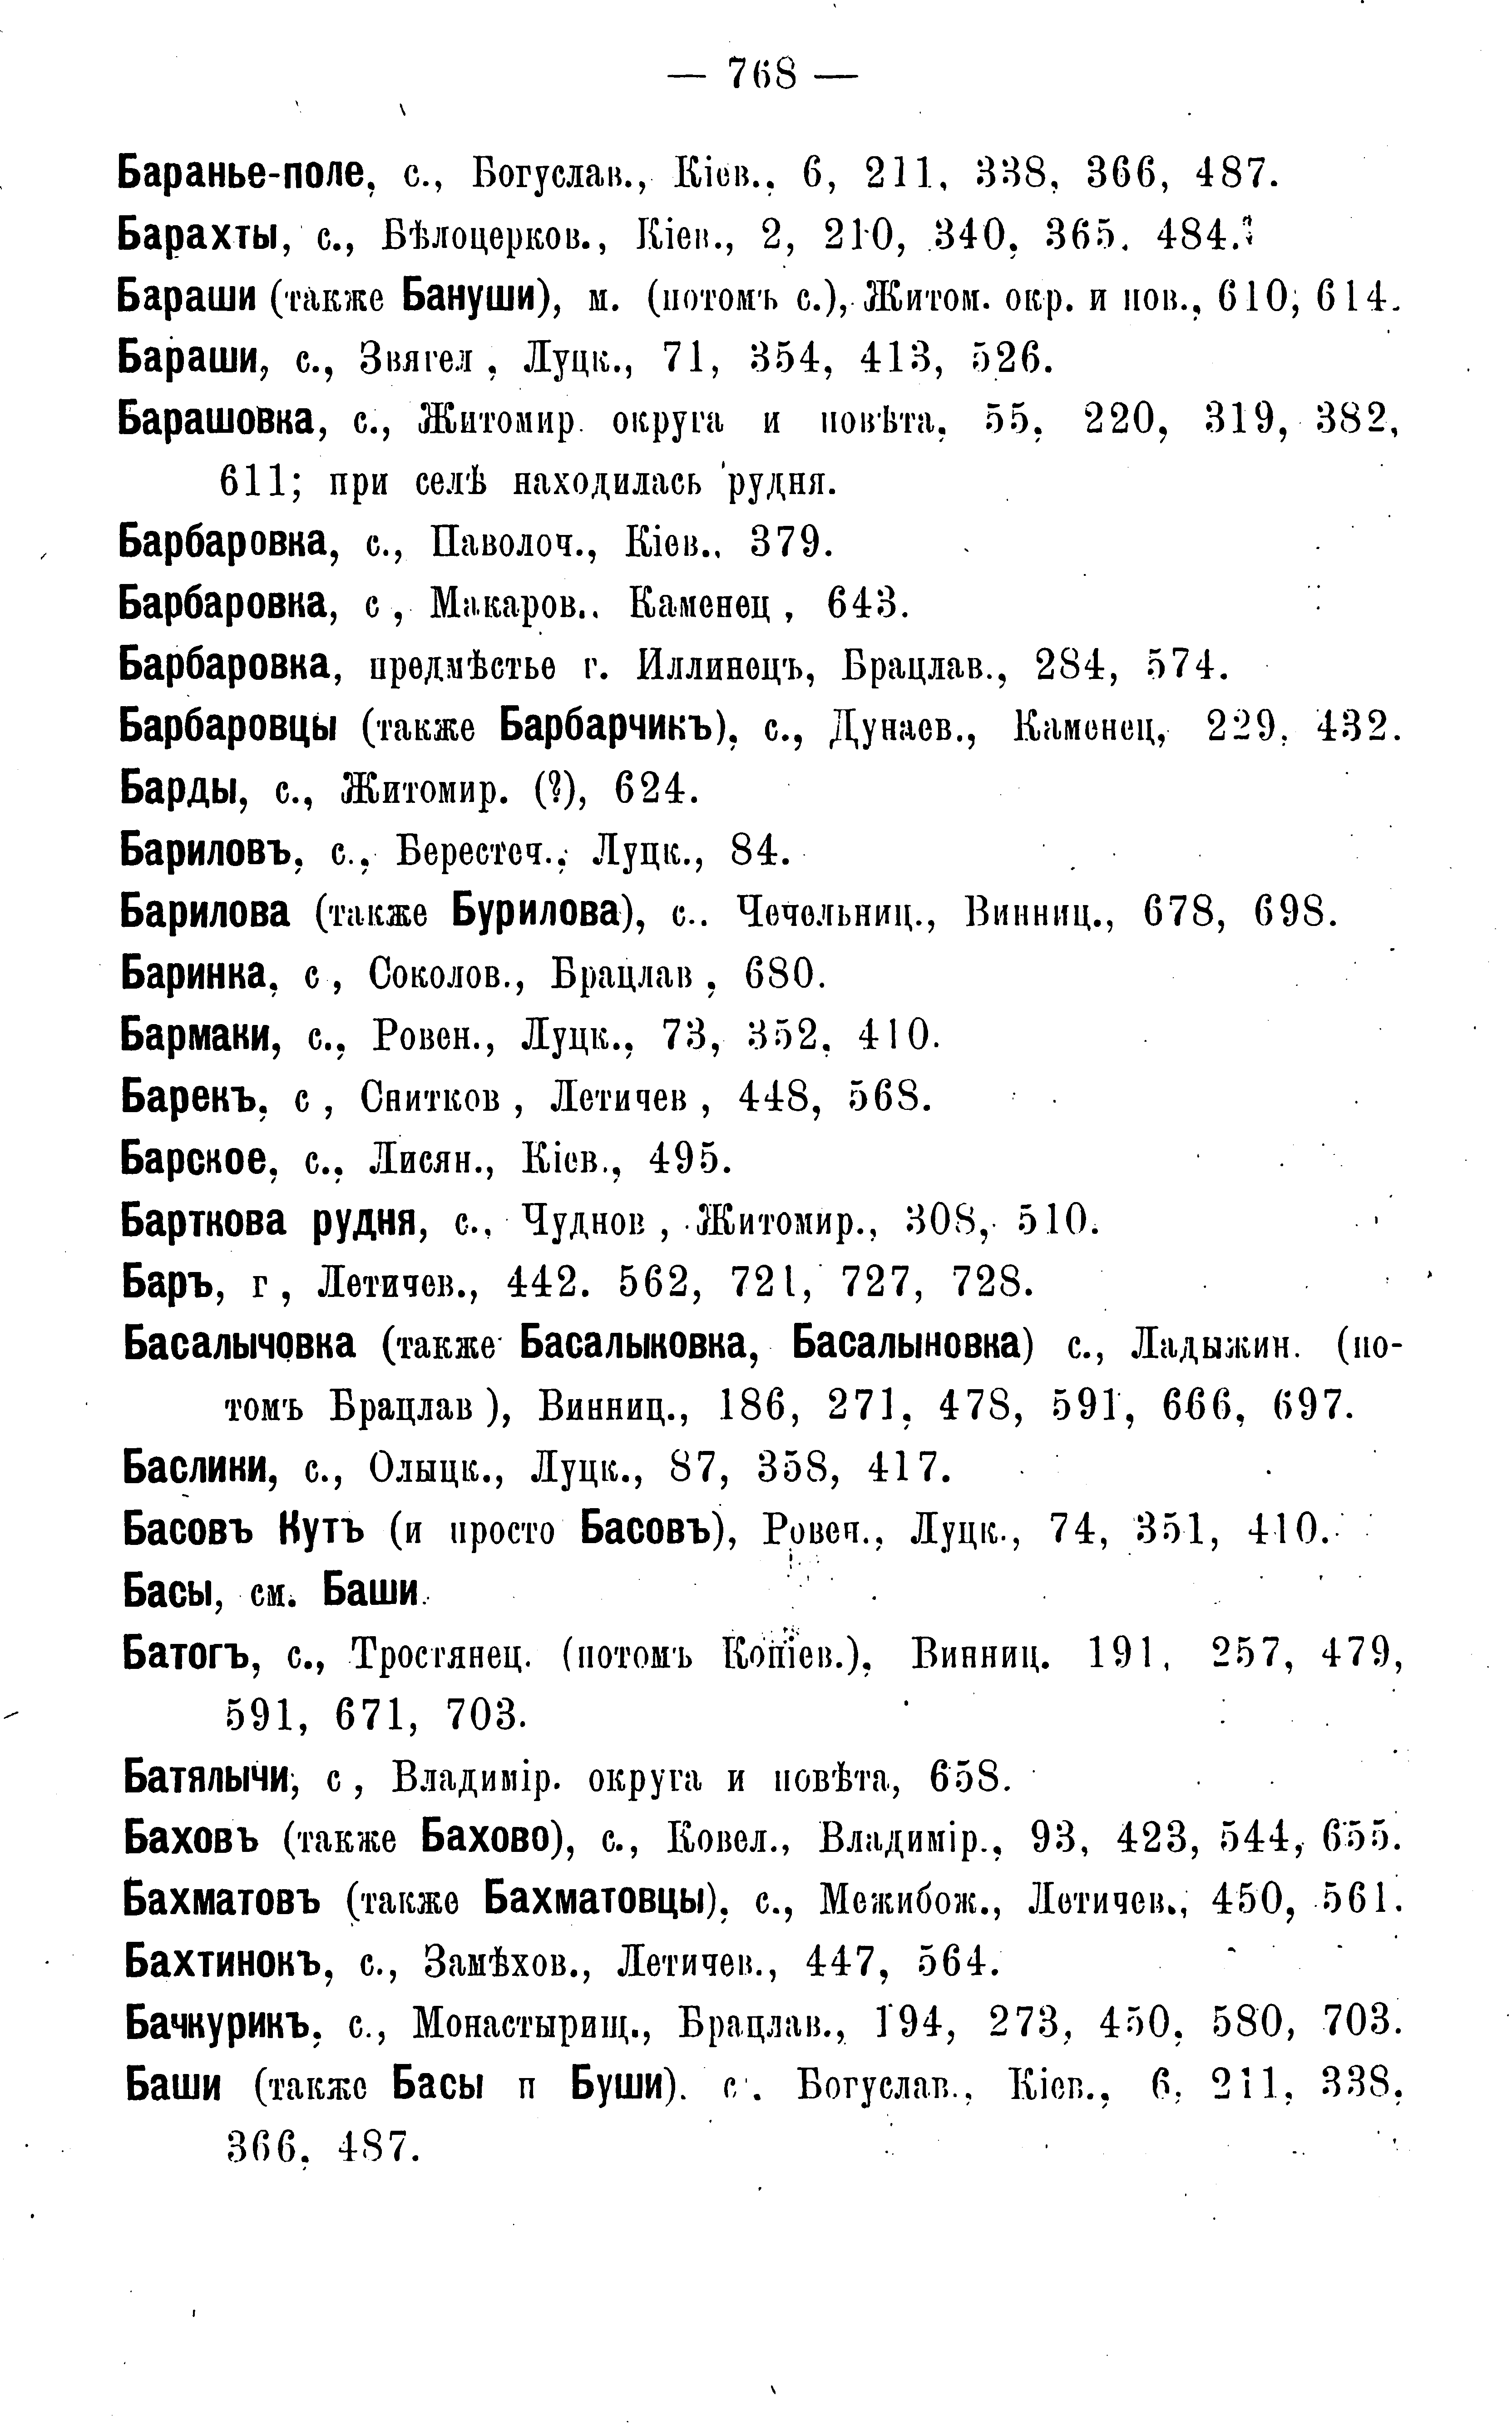 — 768 —
Баранье-поле, с., Богуслав., Кіев., 6, 211, 338, 366, 487.
Барахты, с., Бѣлоцерков., Кіев., 2, 210, 340, 365. 484.
Бараши (также Бануши), м. (потомъ с.), Житом. окр. и пов., 610, 614.
Бараши, с., Звягел , Луцк., 71, 354, 413, 526.
Барашовка, с., Житомир. округа и повѣта, 55, 220, 319, 382,
611; при селѣ находилась рудня.
Барбаровка, с., Паволоч., Кіев., 379.
Барбаровка, с , Макаров., Каменец , 643.
Барбаровка, предмѣстье г. Иллинецъ, Брацлав., 284, 574.
Барбаровцы (также Барбарчикъ), с., Дунаев., Каменец, 229, 432.
Барды, с., Житомир. (?), 624.
Бариловъ, с., Берестеч., Луцк., 84.
Барилова (также Бурилова), с.. Чечельниц., Винниц., 678, 698.
Баринка, с , Соколов., Брацлав , 680.
Бармаки, с., Ровен., Луцк., 73, 352, 410.
Барекъ, с , Снитков , Летичев , 448, 568.
Барское, с., Лисян., Кіев., 495.
Барткова рудня, с., Чуднов , Житомир., 308, 510.
Баръ, г , Летичев., 442. 562, 721, 727, 728.
Басалычовка (также Басалыковка, Басалыновка) с., Ладыжин. (по-
томъ Брацлав ), Винниц., 186, 271, 478, 591, 666, 697.
Баслики, с., Олыцк., Луцк., 87, 358, 417.
Басовъ Кутъ (и просто Басовъ), Ровен., Луцк., 74, 351, 410.
Басы, см. Баши.
Батогъ, с., Тростянец. (потомъ Копіев.), Винниц. 191, 257, 479,
591, 671, 703.
Батялычи, с , Владимір. округа и повѣта, 658.
Баховъ (также Бахово), с., Ковел., Владимір., 93, 423, 544, 655.
Бахматовъ (также Бахматовцы), с., Межибож., Летичев., 450, 561.
Бахтинокъ, с., Замѣхов., Летичев., 447, 564.
Бачкурикъ, с., Монастырищ., Брацлав., 194, 273, 450, 580, 703.
Баши (также Басы п Буши). с. Богуслав., Кіев., 6, 211, 338,
366, 487.